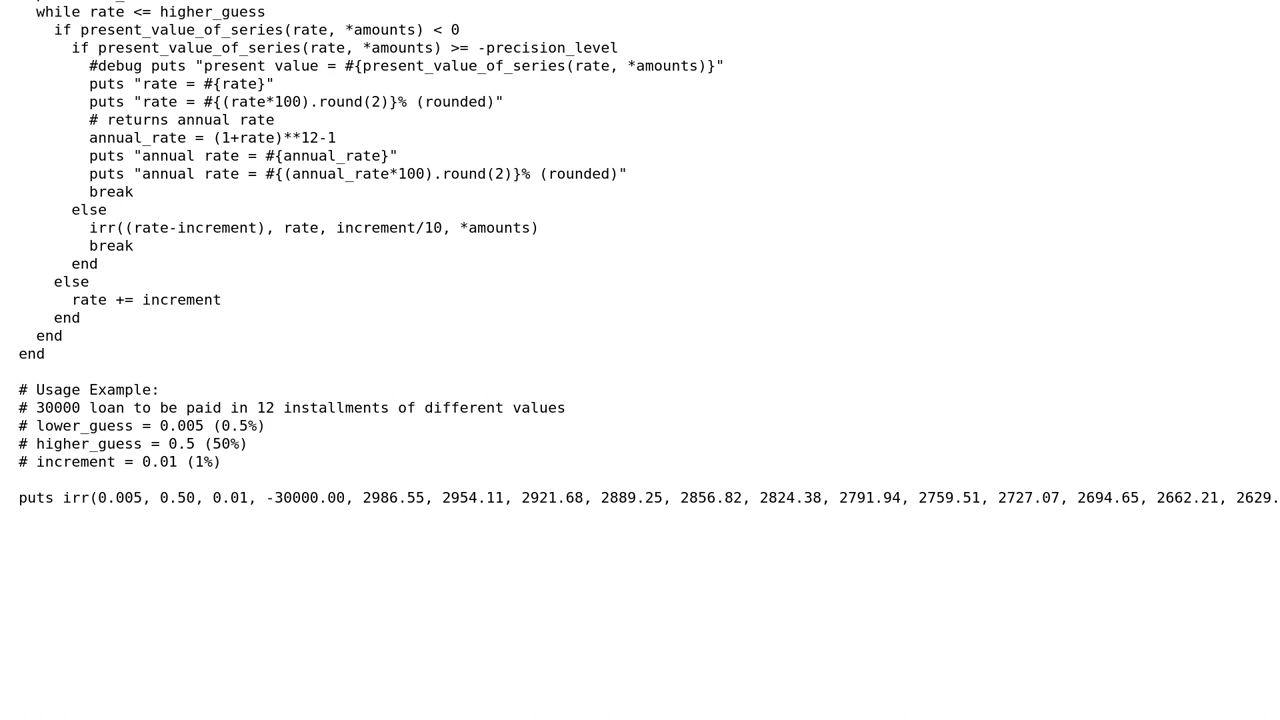 while rate <= higher_guess
if present_value_of_series(rate, *amounts) < 0
if present_value_of_series(rate, *amounts) >= -precision_level
#debug puts "present value = #{present_value_of_series(rate, *amounts)}"
puts "rate = #{rate}"
puts "rate = #{(rate*100).round(2)}% (rounded)"
# returns annual rate
annual_rate = (1+rate)**12-1
puts "annual rate = #{annual_rate}"
puts "annual rate = #{(annual_rate*100).round(2)}% (rounded)"
break
else
irr((rate-increment), rate, increment/10, *amounts)
break
end
else
rate += increment
end
end
end
# Usage Example:
# 30000 loan to be paid in 12 installments of different values
# lower_guess = 0.005 (0.5%)
# higher_guess = 0.5 (50%)
# increment = 0.01 (1%)
puts irr(0.005, 0.50, 0.01, -30000.00, 2986.55, 2954.11, 2921.68, 2889.25, 2856.82, 2824.38, 2791.94, 2759.51, 2727.07, 2694.65, 2662.21, 2629.